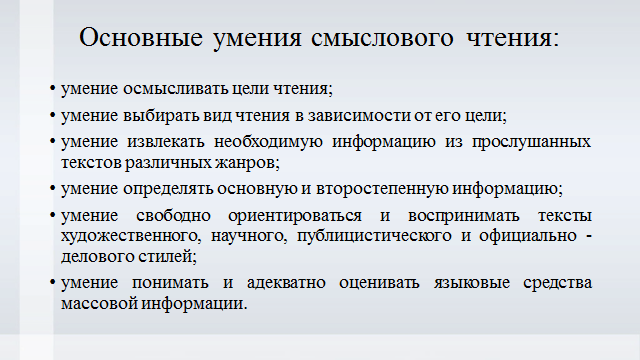 Основные умения смыслового чтения:
• умение осмысливать цели чтения;
• умение выбирать вид чтения в зависимости от его цели;
• умение извлекать необходимую информацию из прослушанных
текстов различных жанров;
• умение определять основную и второстепенную информацию;
• умение свободно ориентироваться и воспринимать тексты
художественного, научного, публицистического и официально -
делового стилей;
• умение понимать и адекватно оценивать языковые средства
массовой информации.